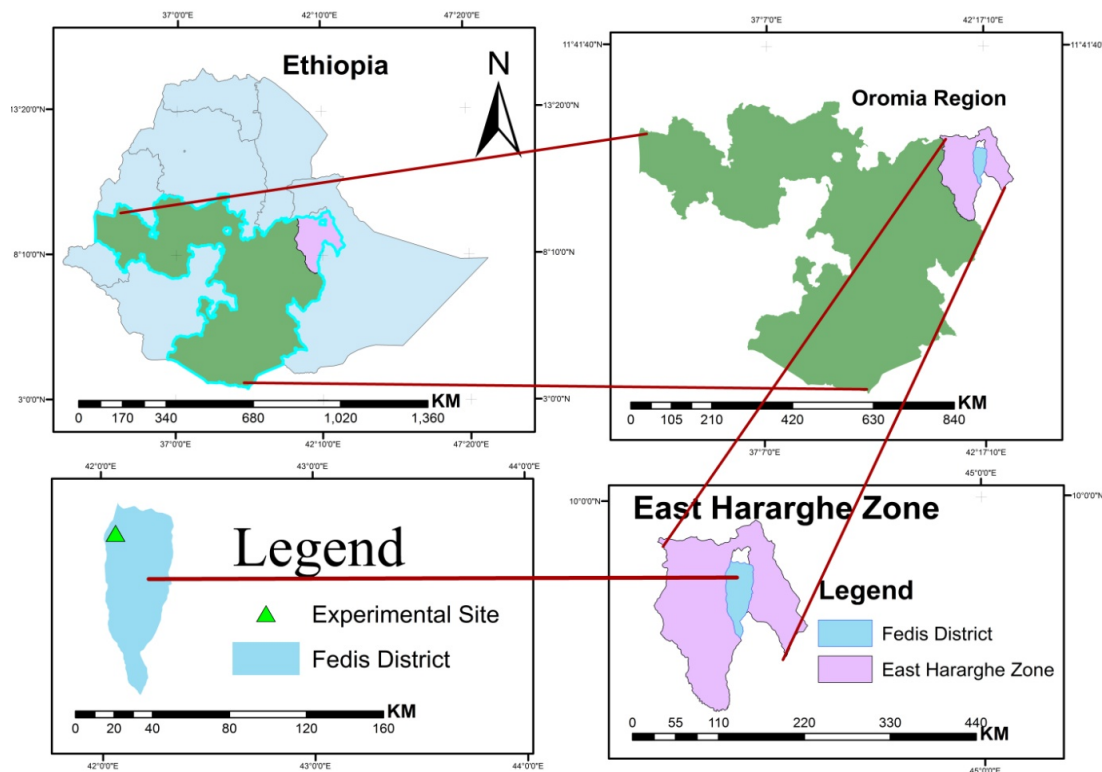 37°0'0"E 42°10'0"E 47°20'0"E
Ethiopia
N
13°20'0"N
13°20'0"N
8°10'0"N
8°10'0"N
3°0'0"N
3°0'0"N
KM
0 170 340 680 1,020 1,360
37°0'0"E 42°10'0"E 47°20'0"E
37°7'0"E 42°17'10"E
11°41'40"
11°41'40
Oromia Region
KM
0 105 210 420 630 840
37°7'0"E 42°17'10"E
42°0'0"E 43°0'0"E 44°0'0"E
Legend
Experimental Site
Fedis District
KM
0 20 40 80 120 160
42°0'0"E 43°0'0"E 44°0'0"E
45°0'0"E
10°0'0"N
10°0'0"N
East Hararghe Zone
Legend
Fedis District
East Hararghe Zone
KM
0 55 110 220 330 440
45°0'0"E